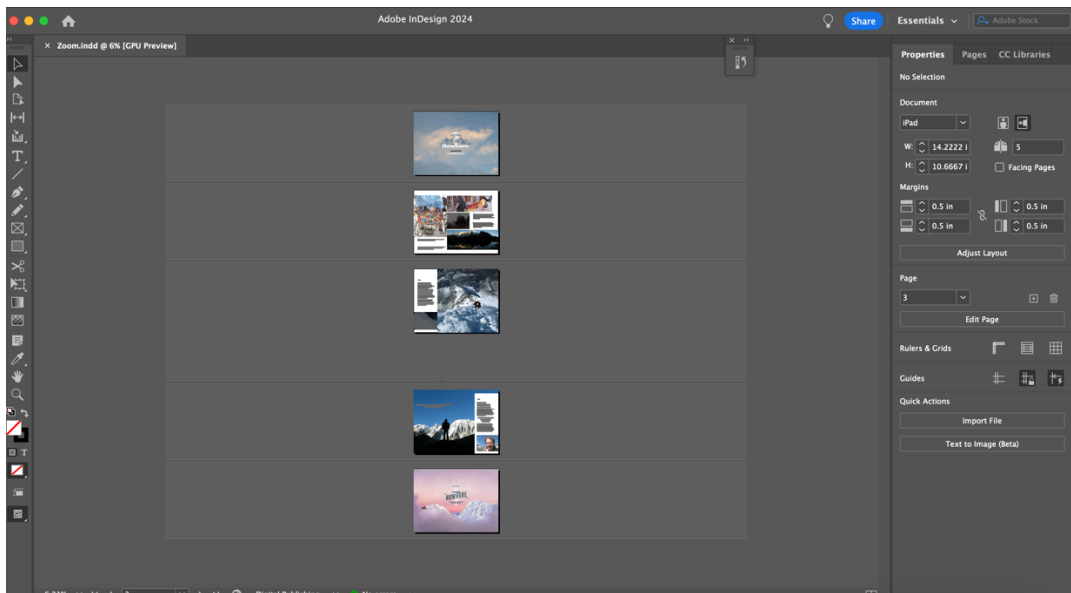 Adobe InDesign 2024
Share
Essentials
Adobe Stock
× Zoom.indd @ 6% [GPU Preview]
Properties Pages CC Libraries
No Selection
Document
iPad
W: 14.2222 i
5
H: 10.6667 i
Facing Pages
Margins
0.5 in 0.5 in
0.5 in 0.5 in
Adjust Layout
Page
3
Edit Page
Rulers & Grids
Guides
Quick Actions
Import File
Text to Image (Beta)